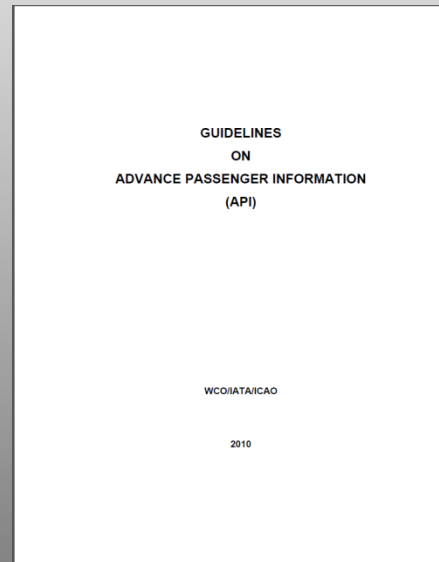 GUIDELINES
ON
ADVANCE PASSENGER INFORMATION
(API)
WCO/IATA/ICAO
2010